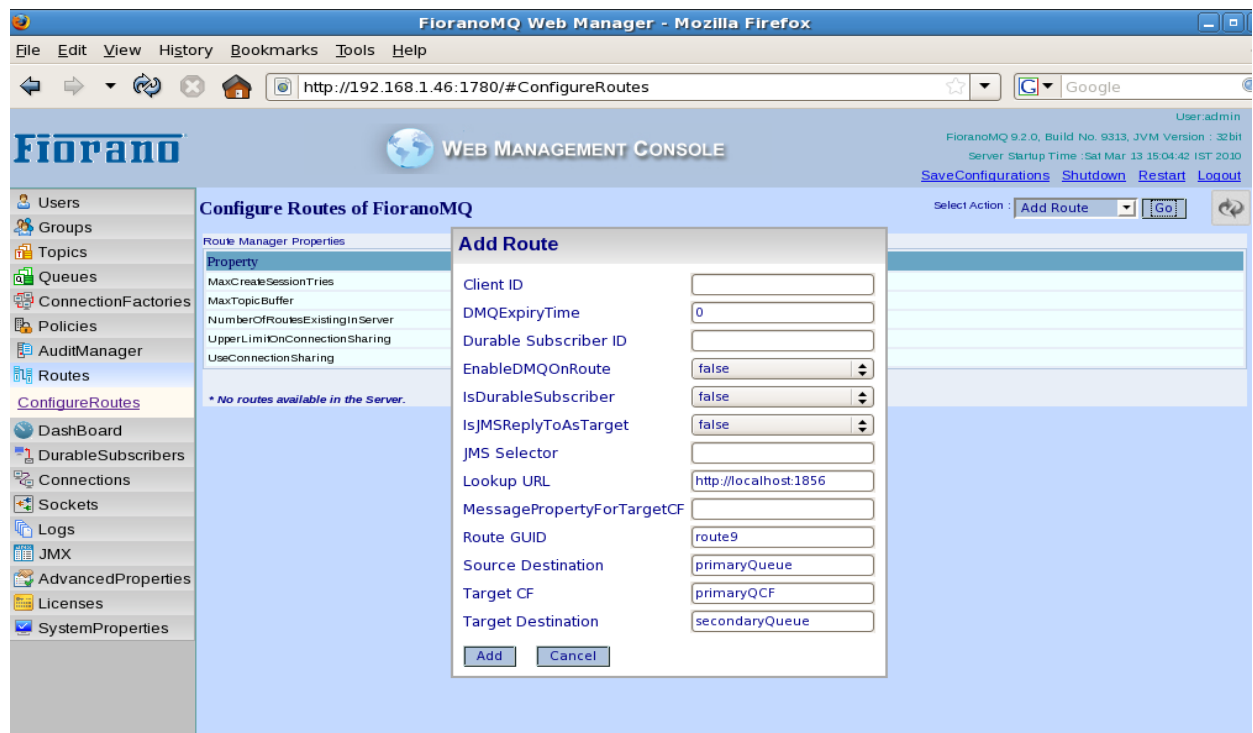 FioranoMQ Web Manager - Mozilla Firefox
File Edit View History Bookmarks Tools Help
http://192.168.1.46:1780/#ConfigureRoutes
G Google
Fiorano
WEB MANAGEMENT CONSOLE
User:admin
FioranoMQ 9.2.0, Build No. 9313, JVM Version : 32bit
Server Startup Time :Sat Mar 13 15:04:42 IST 2010
SaveConfigurations Shutdown Restart Logout
Users
Groups
Topics
Queues
ConnectionFactories
Policies
AuditManager
Routes
ConfigureRoutes
DashBoard
DurableSubscribers
Connections
Sockets
Logs
JMX
AdvancedProperties
Licenses
SystemProperties
Configure Routes of FioranoMQ
Select Action : Add Route Go
Route Manager Properties
Property
MaxCreateSessionTries
MaxTopicBuffer
NumberOfRoutesExistingInServer
UpperLimitOnConnectionSharing
UseConnectionSharing
* No routes available in the Server.
Add Route
Client ID
DMQExpiryTime 0
Durable Subscriber ID
EnableDMQOnRoute false
IsDurableSubscriber false
IsJMSReplyToAsTarget false
JMS Selector
Lookup URL http://localhost:1856
MessagePropertyForTargetCF
Route GUID route9
Source Destination primaryQueue
Target CF primaryQCF
Target Destination secondaryQueue
Add Cancel